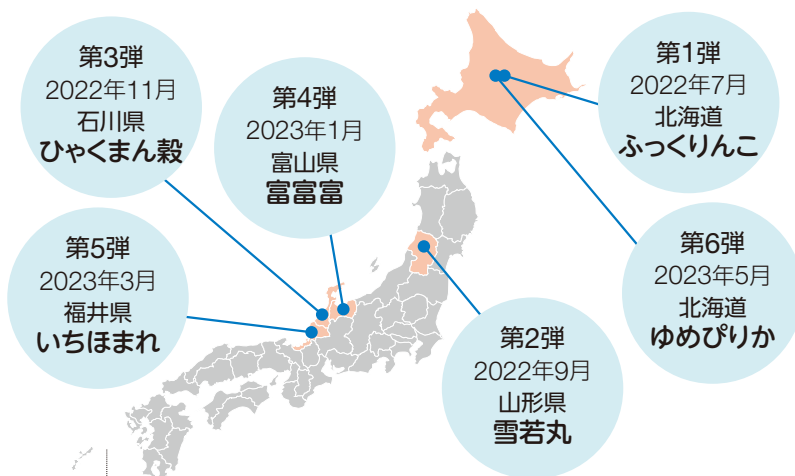 第3弾
2022年11月
石川県
ひゃくまん穀
第4弾
2023年1月
富山県
富富富
第1弾
2022年7月
北海道
ふっくりんこ
第5弾
2023年3月
福井県
いちほまれ
第6弾
2023年5月
北海道
ゆめぴりか
第2弾
2022年9月
山形県
雪若丸